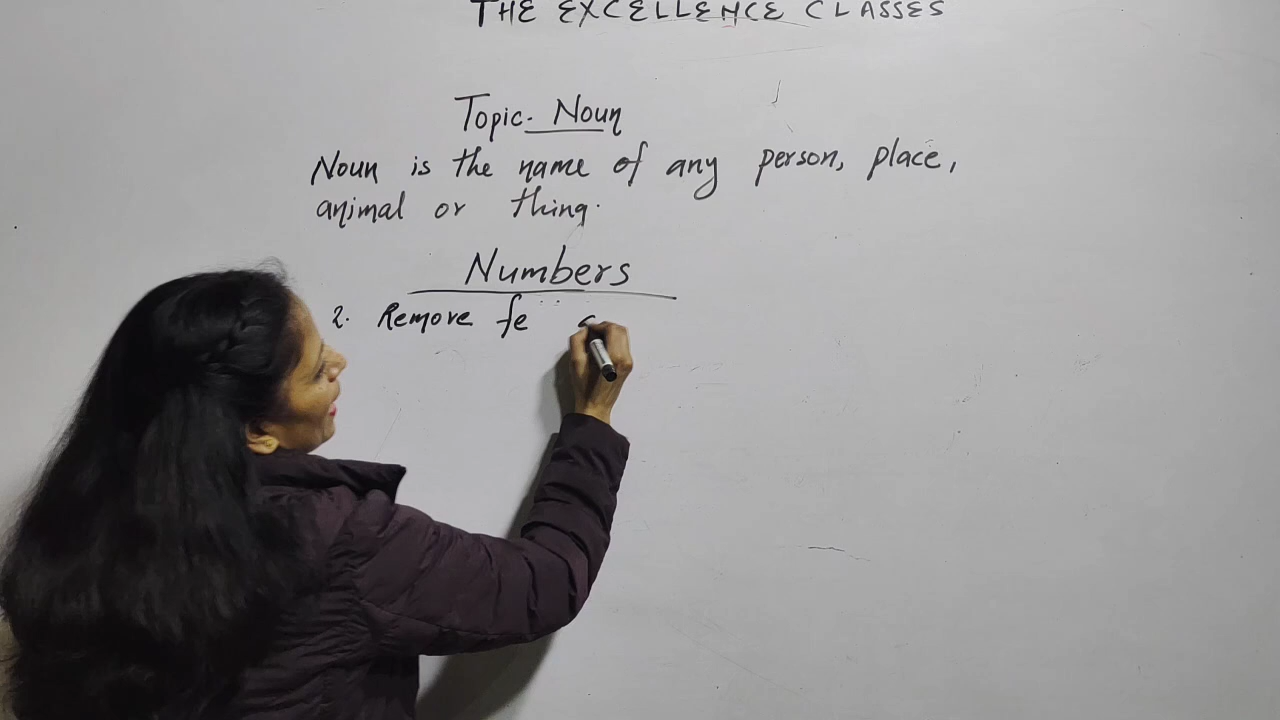 THE EXCELLENCE CLASSES
Topic- Noun
Noun is the name of any person, place,
animal or thing.
Numbers
2. Remove fe